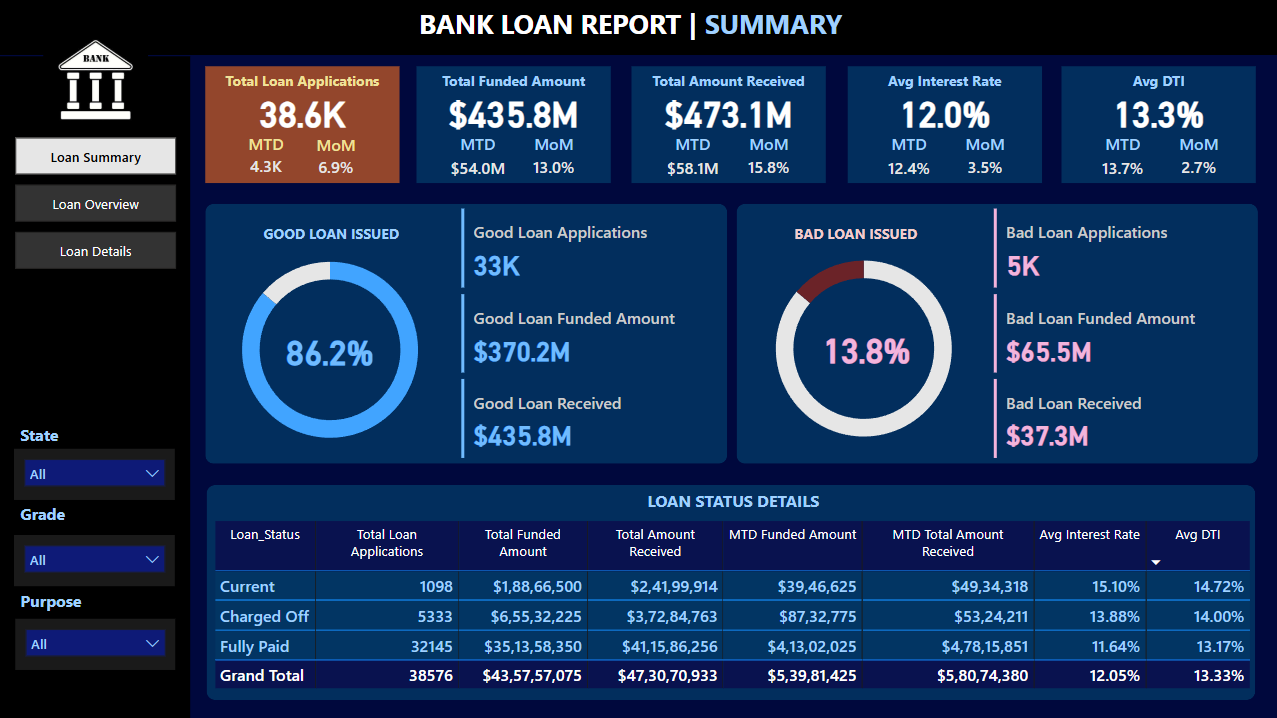 BANK LOAN REPORT | SUMMARY
BANK
Loan Summary
Loan Overview
Loan Details
State
All
Grade
All
Purpose
All
Total Loan Applications
38.6K
MTD MoM
4.3K 6.9%
Total Funded Amount
$435.8M
MTD MoM
$54.0M 13.0%
Total Amount Received
$473.1M
MTD MoM
$58.1M 15.8%
Avg Interest Rate
12.0%
MTD MoM
12.4% 3.5%
Avg DTI
13.3%
MTD MoM
13.7% 2.7%
GOOD LOAN ISSUED
86.2%
Good Loan Applications
33K
Good Loan Funded Amount
$370.2M
Good Loan Received
$435.8M
BAD LOAN ISSUED
13.8%
Bad Loan Applications
5K
Bad Loan Funded Amount
$65.5M
Bad Loan Received
$37.3M
LOAN STATUS DETAILS
Loan_Status Total Loan Applications Total Funded Amount Total Amount Received MTD Funded Amount MTD Total Amount Received Avg Interest Rate Avg DTI
Current 1098 $1,88,66,500 $2,41,99,914 $39,46,625 $49,34,318 15.10% 14.72%
Charged Off 5333 $6,55,32,225 $3,72,84,763 $87,32,775 $53,24,211 13.88% 14.00%
Fully Paid 32145 $35,13,58,350 $41,15,86,256 $4,13,02,025 $4,78,15,851 11.64% 13.17%
Grand Total 38576 $43,57,57,075 $47,30,70,933 $5,39,81,425 $5,80,74,380 12.05% 13.33%